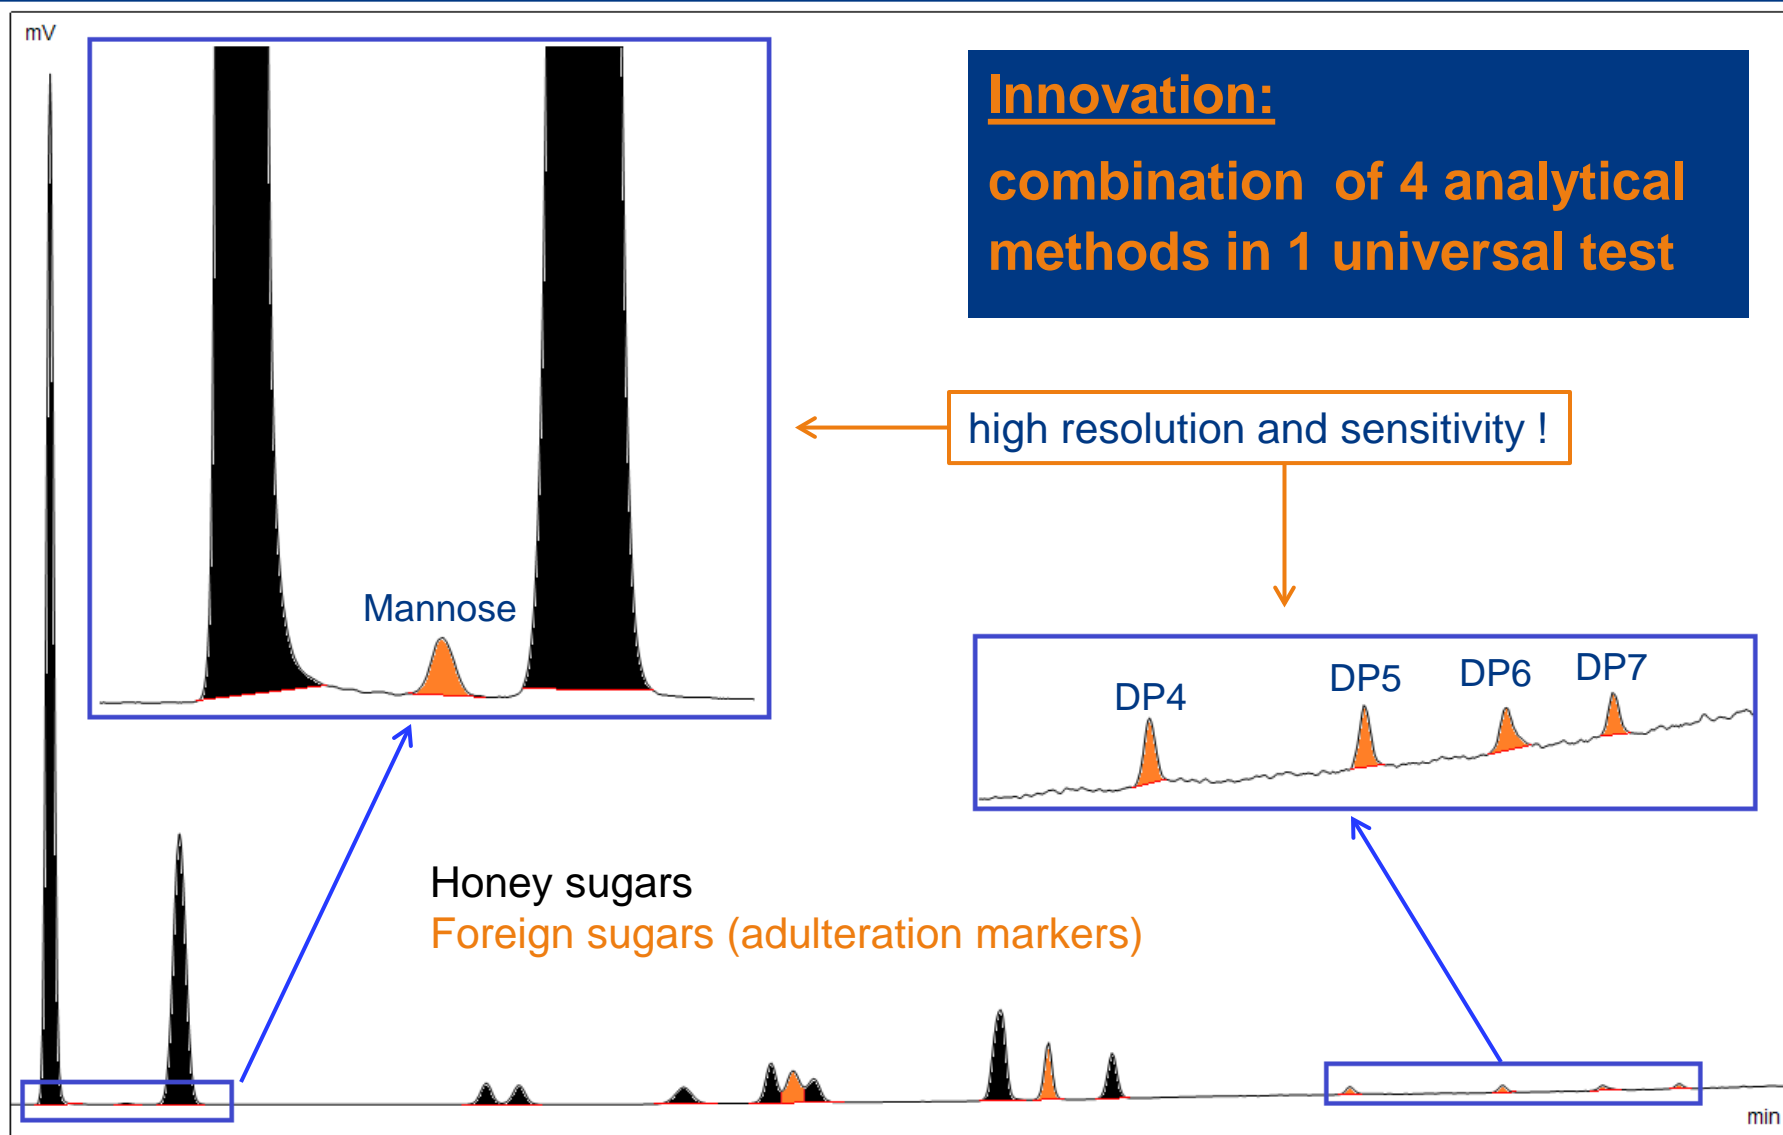 mV
Innovation:
combination  of 4 analytical
methods in 1 universal test
high resolution and sensitivity !
Mannose
DP4
DP5
DP6
DP7
Honey sugars
Foreign sugars (adulteration markers)
min